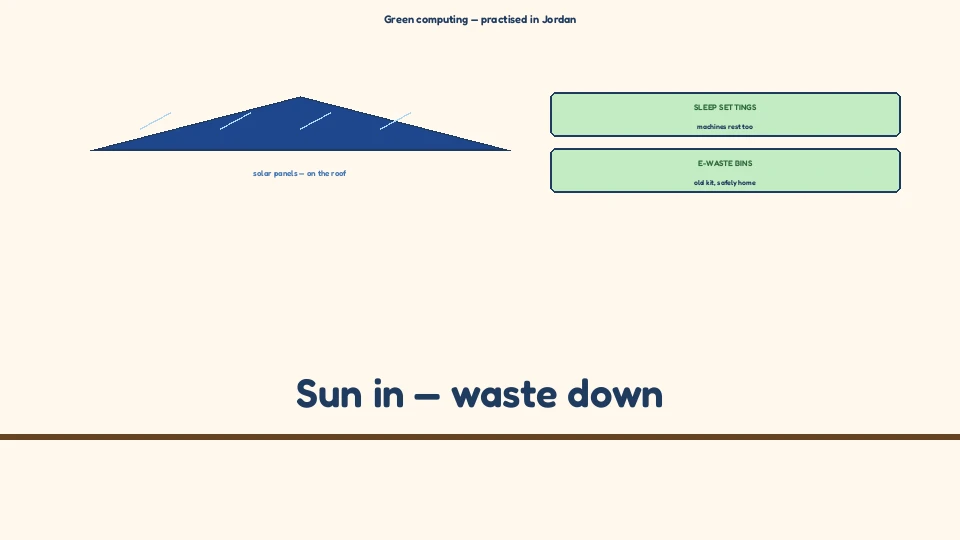 Green computing — practised in Jordan
SLEEP SETTINGS
machines rest too
E-WASTE BINS
old kit, safely home
solar panels — on the roof
Sun in — waste down